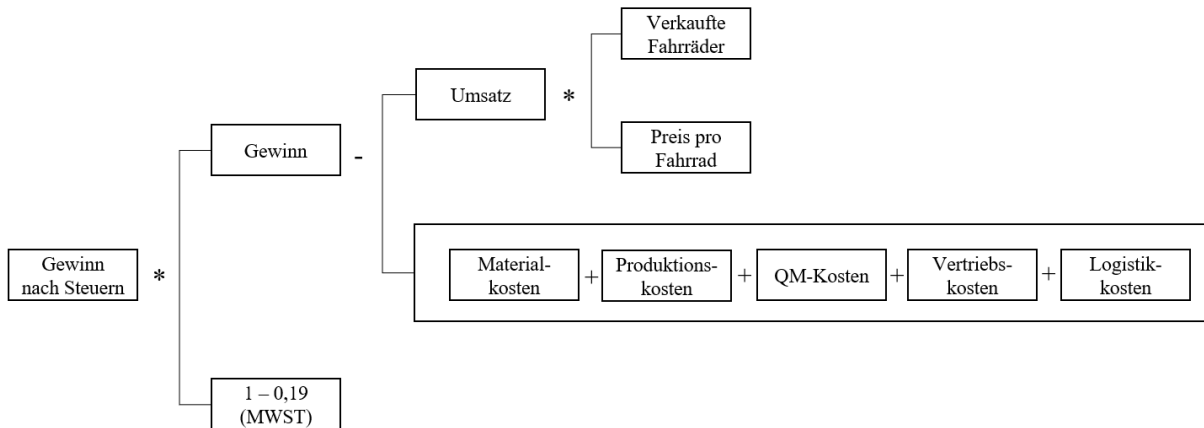 Verkaufte
Fahrräder
Umsatz
*
Preis pro
Fahrrad
Gewinn
-
Gewinn
nach Steuern
*
Material-
kosten
+
Produktions-
kosten
+
QM-Kosten
+
Vertriebs-
kosten
+
Logistik-
kosten
1 – 0,19
(MWST)